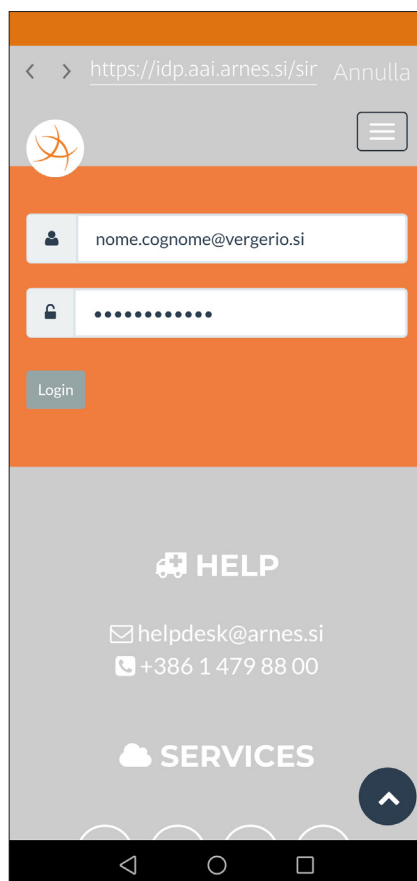 https://idp.aai.arnes.si/sir Annulla
nome.cognome@vergerio.si
••••••••••••
Login
HELP
helpdesk@arnes.si
+386 1 479 88 00
SERVICES